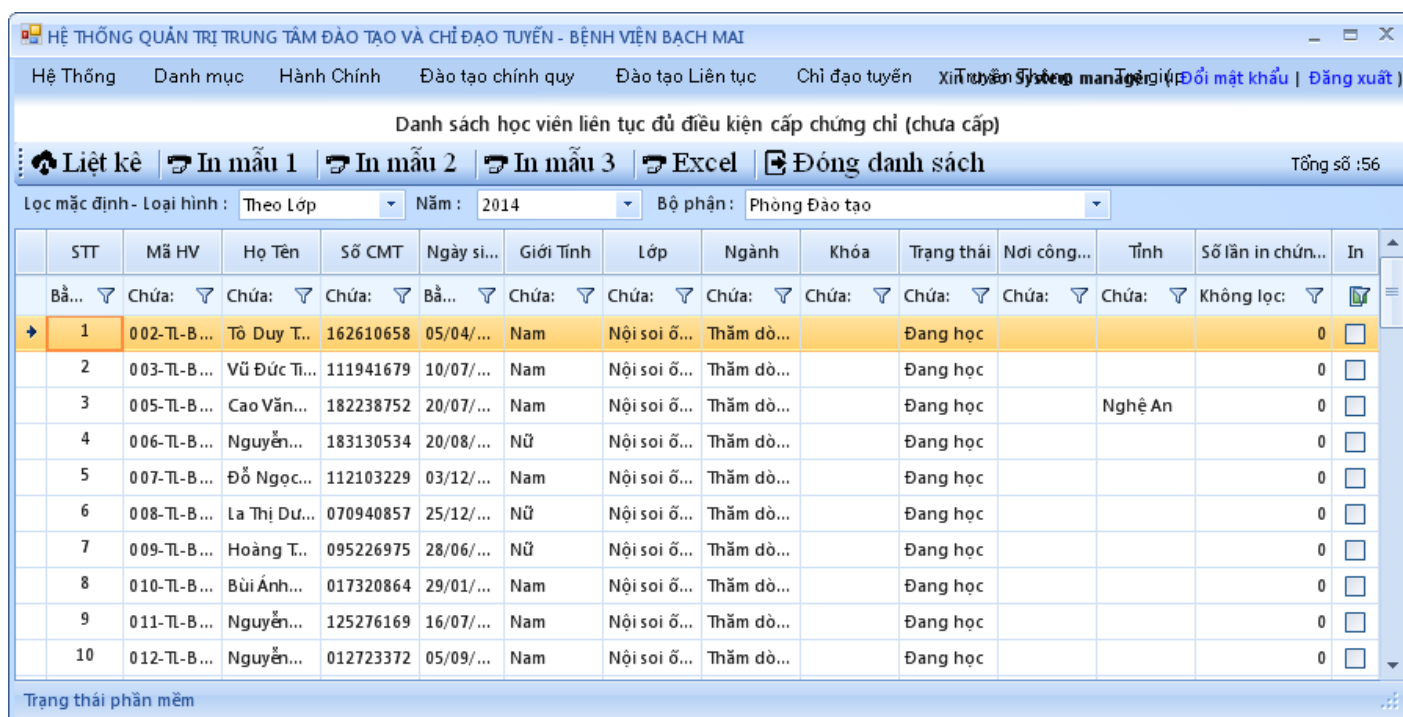 HỆ THỐNG QUẢN TRỊ TRUNG TÂM ĐÀO TẠO VÀ CHỈ ĐẠO TUYẾN - BỆNH VIỆN BẠCH MAI
Hệ Thống Danh mục Hành Chính Đào tạo chính quy Đào tạo Liên tục Chỉ đạo tuyến Truyền Thông Trợ giúp Xin chào System manager ( Đổi mật khẩu | Đăng xuất )
Danh sách học viên liên tục đủ điều kiện cấp chứng chỉ (chưa cấp)
Liệt kê In mẫu 1 In mẫu 2 In mẫu 3 Excel Đóng danh sách Tổng số :56
Lọc mặc định - Loại hình : Theo Lớp Năm : 2014 Bộ phận : Phòng Đào tạo
STT Mã HV Họ Tên Số CMT Ngày si... Giới Tính Lớp Ngành Khóa Trạng thái Nơi công... Tỉnh Số lần in chứn... In
Bằ... Chứa: Chứa: Chứa: Bằ... Chứa: Chứa: Chứa: Chứa: Chứa: Chứa: Chứa: Không lọc:
1 002-TL-B... Tô Duy T... 162610658 05/04/... Nam Nội soi ố... Thăm dò... Đang học 0
2 003-TL-B... Vũ Đức Ti... 111941679 10/07/... Nam Nội soi ố... Thăm dò... Đang học 0
3 005-TL-B... Cao Văn... 182238752 20/07/... Nam Nội soi ố... Thăm dò... Đang học Nghệ An 0
4 006-TL-B... Nguyễn... 183130534 20/08/... Nữ Nội soi ố... Thăm dò... Đang học 0
5 007-TL-B... Đỗ Ngọc... 112103229 03/12/... Nam Nội soi ố... Thăm dò... Đang học 0
6 008-TL-B... La Thị Dư... 070940857 25/12/... Nữ Nội soi ố... Thăm dò... Đang học 0
7 009-TL-B... Hoàng T... 095226975 28/06/... Nữ Nội soi ố... Thăm dò... Đang học 0
8 010-TL-B... Bùi Ánh... 017320864 29/01/... Nam Nội soi ố... Thăm dò... Đang học 0
9 011-TL-B... Nguyễn... 125276169 16/07/... Nam Nội soi ố... Thăm dò... Đang học 0
10 012-TL-B... Nguyễn... 012723372 05/09/... Nam Nội soi ố... Thăm dò... Đang học 0
Trạng thái phần mềm